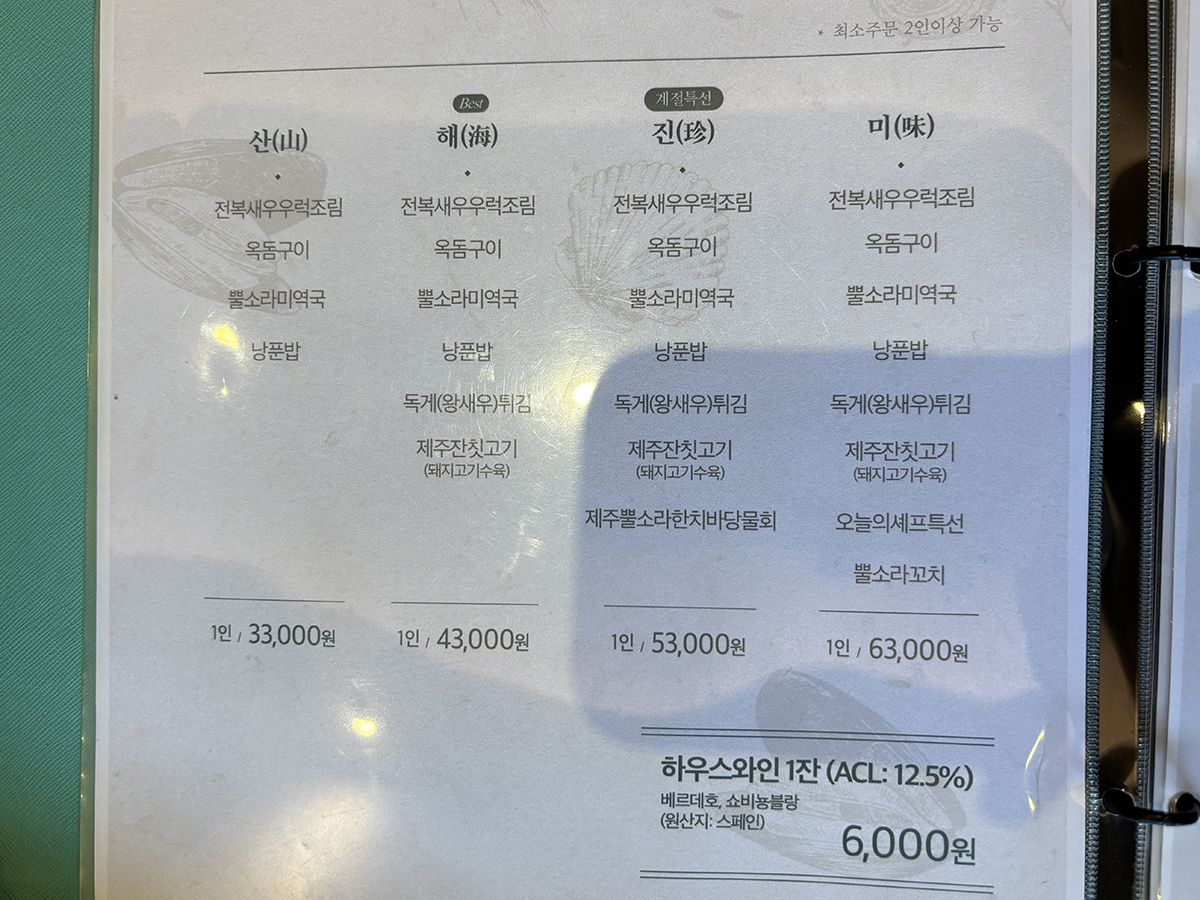 * 최소주문 2인이상 가능
산(山)
전복새우우럭조림
옥돔구이
뿔소라미역국
낭푼밥
1인 / 33,000원
Best
해(海)
전복새우우럭조림
옥돔구이
뿔소라미역국
낭푼밥
독게(왕새우)튀김
제주잔칫고기
(돼지고기수육)
1인 / 43,000원
계절특선
진(珍)
전복새우우럭조림
옥돔구이
뿔소라미역국
낭푼밥
독게(왕새우)튀김
제주잔칫고기
(돼지고기수육)
제주뿔소라한치바당물회
1인 / 53,000원
미(味)
전복새우우럭조림
옥돔구이
뿔소라미역국
낭푼밥
독게(왕새우)튀김
제주잔칫고기
(돼지고기수육)
오늘의셰프특선
뿔소라꼬치
1인 / 63,000원
하우스와인 1잔 (ACL: 12.5%)
베르데호, 쇼비뇽블랑
(원산지: 스페인)
6,000원